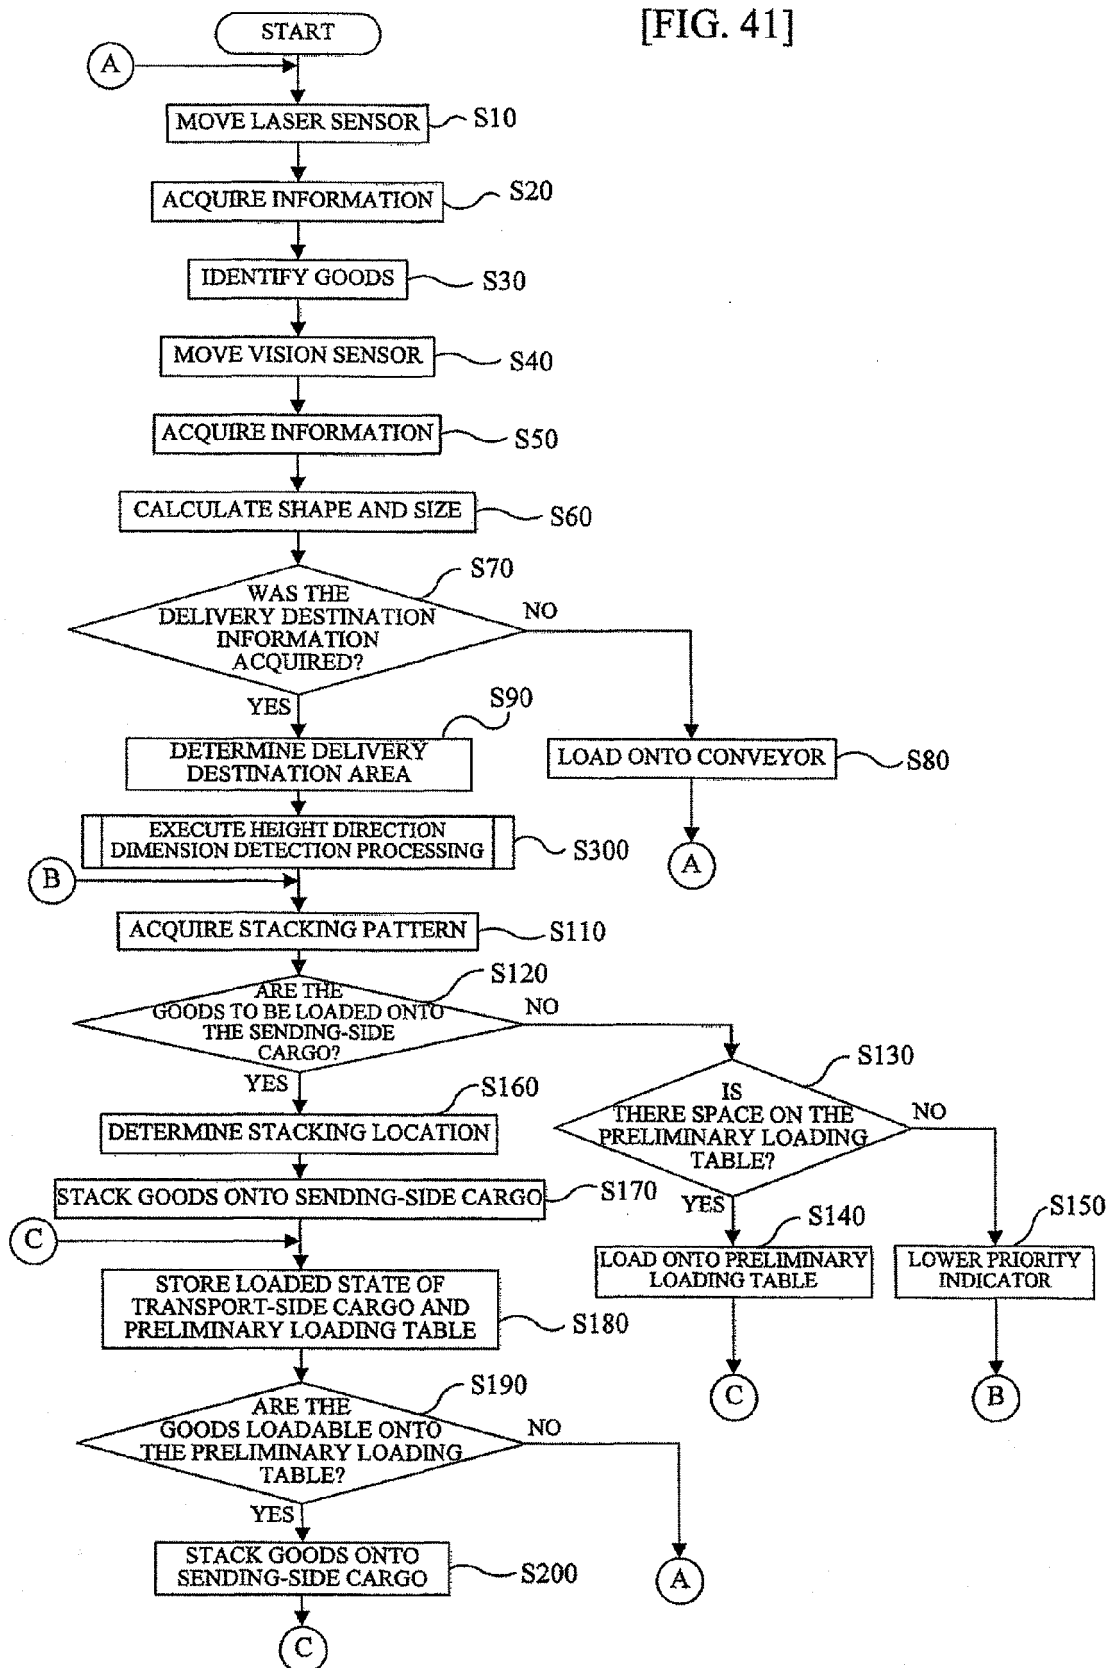 [FIG. 41]
START
A
MOVE LASER SENSOR
S10
ACQUIRE INFORMATION
S20
IDENTIFY GOODS
S30
MOVE VISION SENSOR
S40
ACQUIRE INFORMATION
S50
CALCULATE SHAPE AND SIZE
S60
S70
WAS THE
DELIVERY DESTINATION
INFORMATION
ACQUIRED?
NO
YES
S90
DETERMINE DELIVERY
DESTINATION AREA
LOAD ONTO CONVEYOR
S80
EXECUTE HEIGHT DIRECTION
DIMENSION DETECTION PROCESSING
S300
A
B
ACQUIRE STACKING PATTERN
S110
S120
ARE THE
GOODS TO BE LOADED ONTO
THE SENDING-SIDE
CARGO?
NO
YES
S130
IS
THERE SPACE ON THE
PRELIMINARY LOADING
TABLE?
NO
YES
S160
DETERMINE STACKING LOCATION
STACK GOODS ONTO SENDING-SIDE CARGO
S170
S140
LOAD ONTO PRELIMINARY
LOADING TABLE
S150
LOWER PRIORITY
INDICATOR
C
STORE LOADED STATE OF
TRANSPORT-SIDE CARGO AND
PRELIMINARY LOADING TABLE
S180
C
B
S190
ARE THE
GOODS LOADABLE ONTO
THE PRELIMINARY LOADING
TABLE?
NO
YES
STACK GOODS ONTO
SENDING-SIDE CARGO
S200
A
C